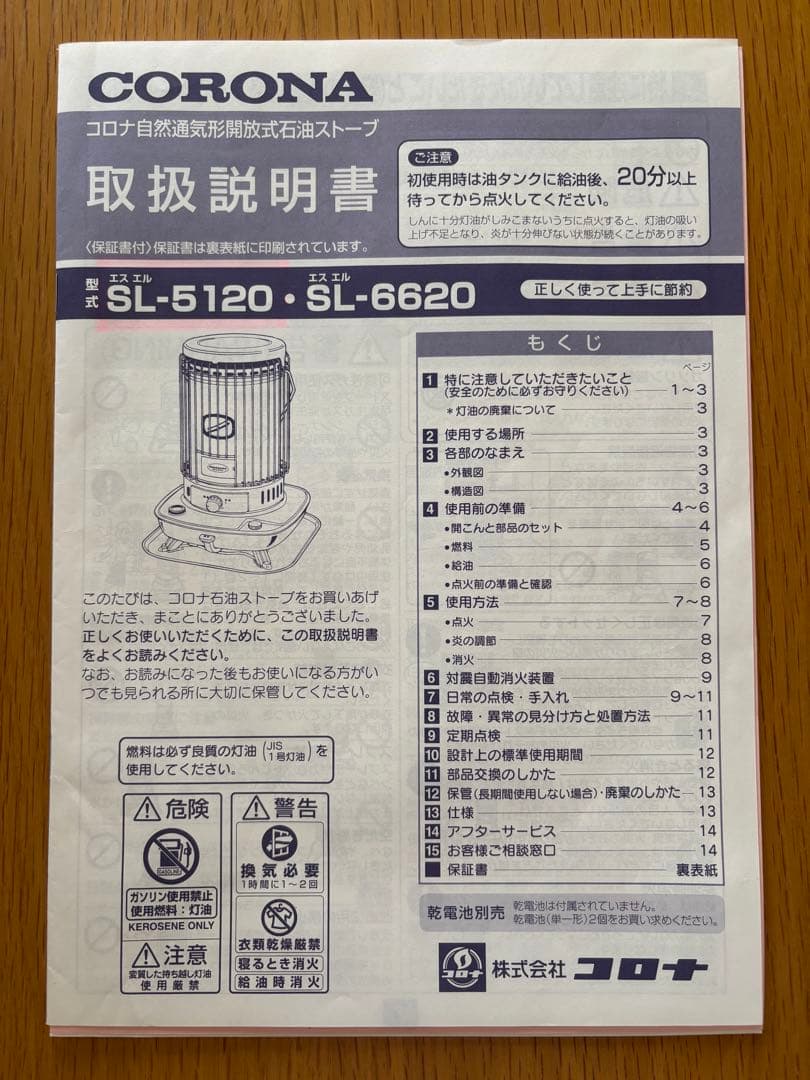 CORONA
コロナ自然通気形開放式石油ストーブ
取扱説明書
〈保証書付〉保証書は裏表紙に印刷されています。
ご注意
初使用時は油タンクに給油後、20分以上
待ってから点火してください。
しんに十分灯油がしみこまないうちに点火すると、灯油の吸い
上げ不足となり、炎が十分伸びない状態が続くことがあります。
エス エル エス エル
型式 SL-5120・SL-6620
正しく使って上手に節約
もくじ
ページ
1 特に注意していただきたいこと
(安全のために必ずお守りください) 1〜3
*灯油の廃棄について 3
2 使用する場所 3
3 各部のなまえ 3
●外観図 3
●構造図 3
4 使用前の準備 4〜6
●開こんと部品のセット 4
●燃料 5
●給油 6
●点火前の準備と確認 6
5 使用方法 7〜8
●点火 7
●炎の調節 8
●消火 8
6 対震自動消火装置 9
7 日常の点検・手入れ 9〜11
8 故障・異常の見分け方と処置方法 11
9 定期点検 11
10 設計上の標準使用期間 12
11 部品交換のしかた 12
12 保管(長期間使用しない場合)・廃棄のしかた 13
13 仕様 13
14 アフターサービス 14
15 お客様ご相談窓口 14
■ 保証書 裏表紙
このたびは、コロナ石油ストーブをお買いあげ
いただき、まことにありがとうございました。
正しくお使いいただくために、この取扱説明書
をよくお読みください。
なお、お読みになった後もお使いになる方がい
つでも見られる所に大切に保管してください。
燃料は必ず良質の灯油(JIS 1号灯油)を
使用してください。
危険
GASOLINE
ガソリン使用禁止
使用燃料：灯油
KEROSENE ONLY
注意
変質した持ち越し灯油
使用厳禁
警告
換気必要
1時間に1〜2回
衣類乾燥厳禁
寝るとき消火
給油時消火
乾電池別売 乾電池は付属されていません。
乾電池(単一形)2個をお買い求めください。
コロナ
株式会社 コロナ